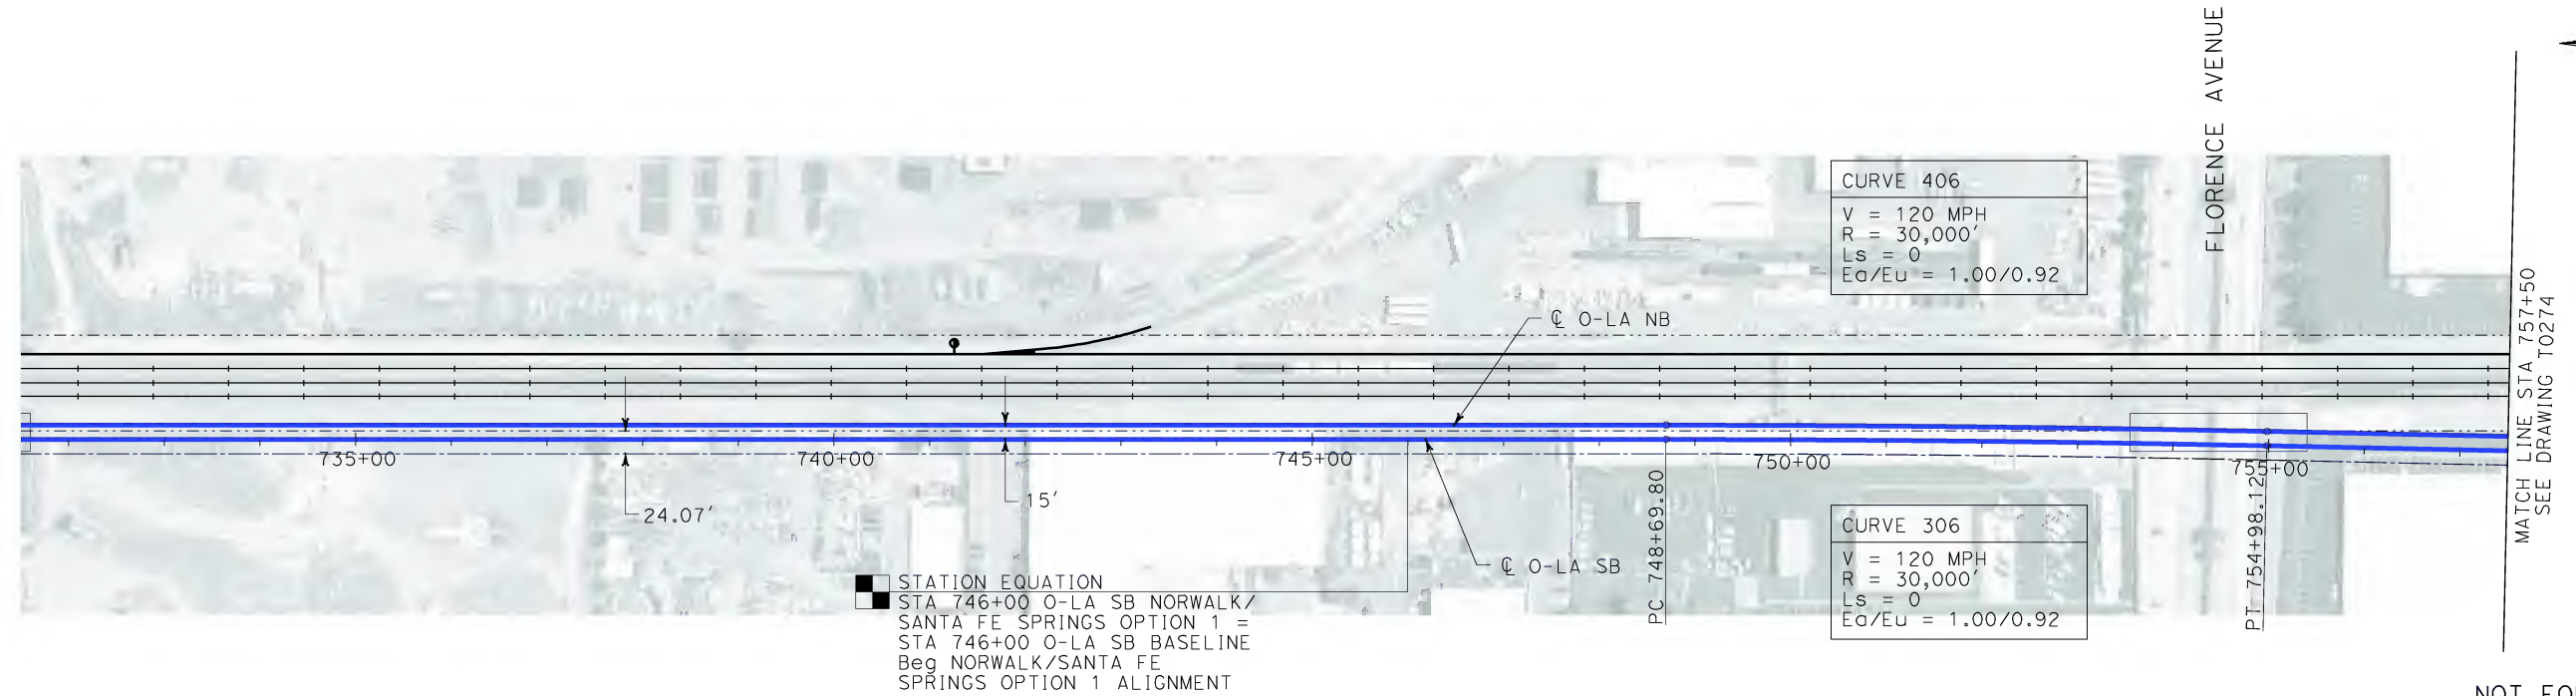 FLORENCE AVENUE
CURVE 406
V = 120 MPH
R = 30,000'
Ls = 0
Ea/Eu = 1.00/0.92
℄ O-LA NB
735+00
740+00
745+00
750+00
755+00
24.07'
15'
℄ O-LA SB
PC 748+69.80
PT 754+98.12
CURVE 306
V = 120 MPH
R = 30,000'
Ls = 0
Ea/Eu = 1.00/0.92
STATION EQUATION
STA 746+00 O-LA SB NORWALK/
SANTA FE SPRINGS OPTION 1 =
STA 746+00 O-LA SB BASELINE
Beg NORWALK/SANTA FE
SPRINGS OPTION 1 ALIGNMENT
MATCH LINE STA 757+50
SEE DRAWING T0274
NOT FO